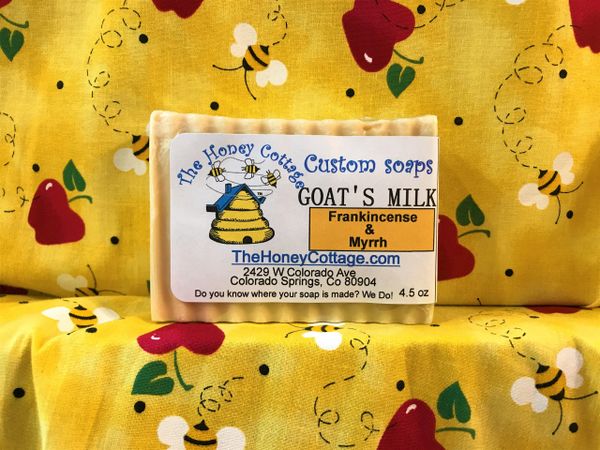 The Honey Cottage
Custom soaps
GOAT'S MILK
Frankincense
&
Myrrh
TheHoneyCottage.com
2429 W Colorado Ave
Colorado Springs, Co 80904
Do you know where your soap is made? We Do! 4.5 oz